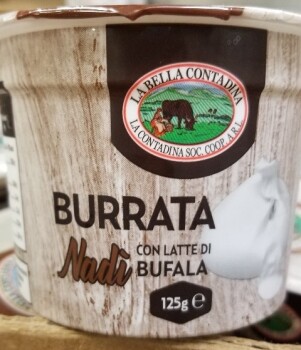 LA BELLA CONTADINA
LA CONTADINA SOC. COOP. A R.L.
BURRATA
Nadì
CON LATTE DI
BUFALA
125g e